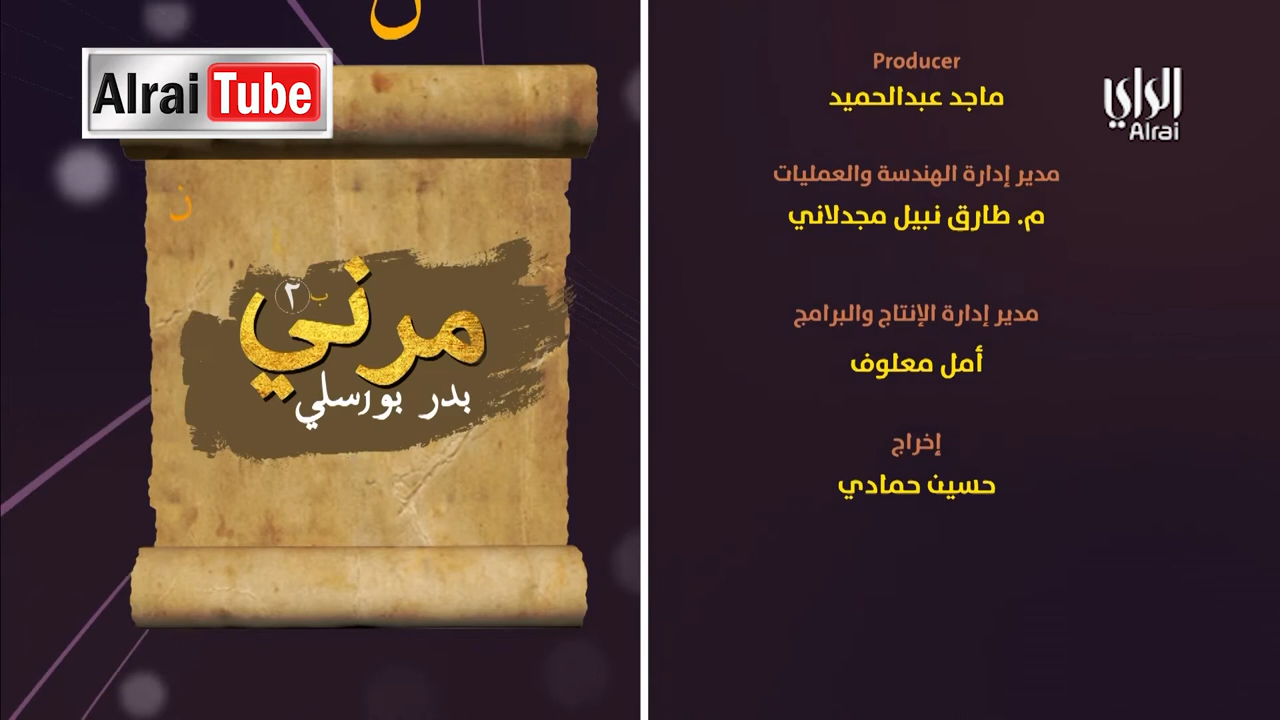 ن
Alrai Tube
ن
ب
٢
مرني
بدر بورسلي
Producer
ماجد عبدالحميد
الراي
Alrai
مدير إدارة الهندسة والعمليات
م. طارق نبيل مجدلاني
مدير إدارة الإنتاج والبرامج
أمل معلوف
إخراج
حسين حمادي